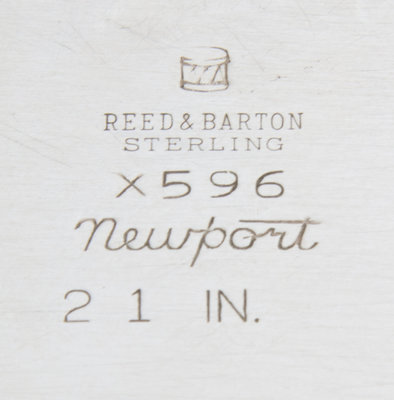 REED & BARTON
STERLING
X596
Newport
21 IN.